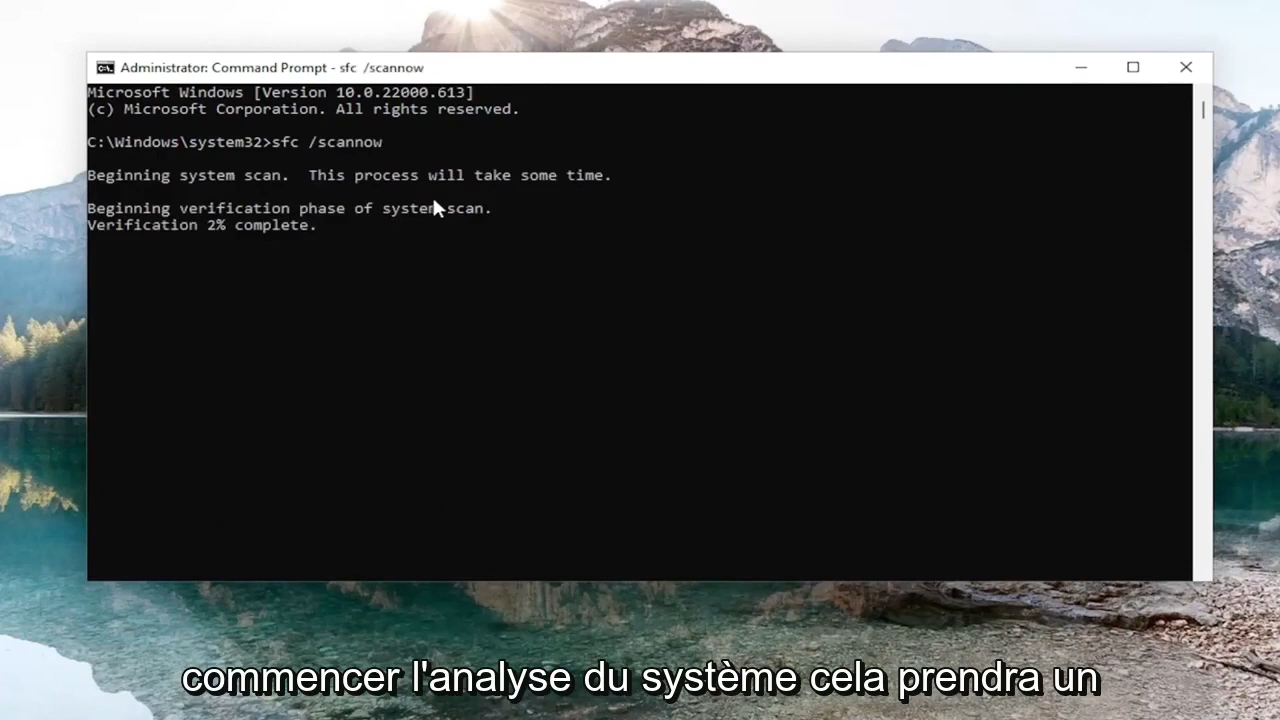 Administrator: Command Prompt - sfc /scannow
Microsoft Windows [Version 10.0.22000.613]
(c) Microsoft Corporation. All rights reserved.
C:\Windows\system32>sfc /scannow
Beginning system scan.  This process will take some time.
Beginning verification phase of system scan.
Verification 2% complete.
commencer l'analyse du système cela prendra un